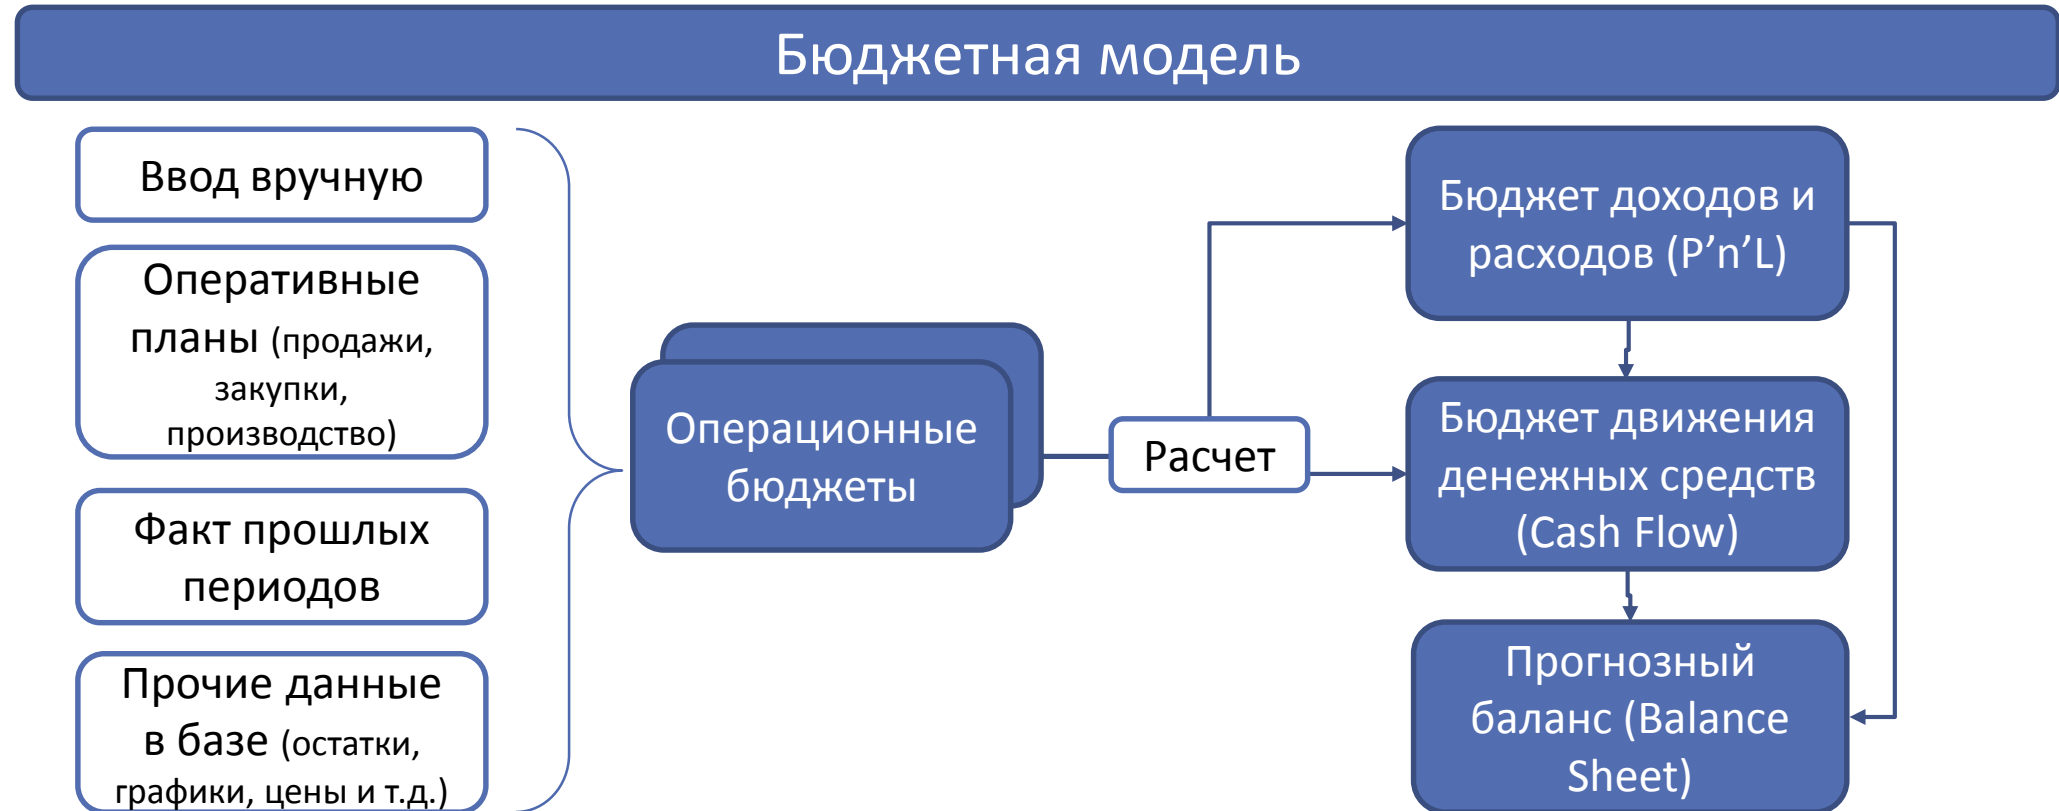 Бюджетная модель
Ввод вручную
Оперативные
планы (продажи,
закупки,
производство)
Факт прошлых
периодов
Прочие данные
в базе (остатки,
графики, цены и т.д.)
Операционные
бюджеты
Расчет
Бюджет доходов и
расходов (P’n’L)
Бюджет движения
денежных средств
(Cash Flow)
Прогнозный
баланс (Balance
Sheet)